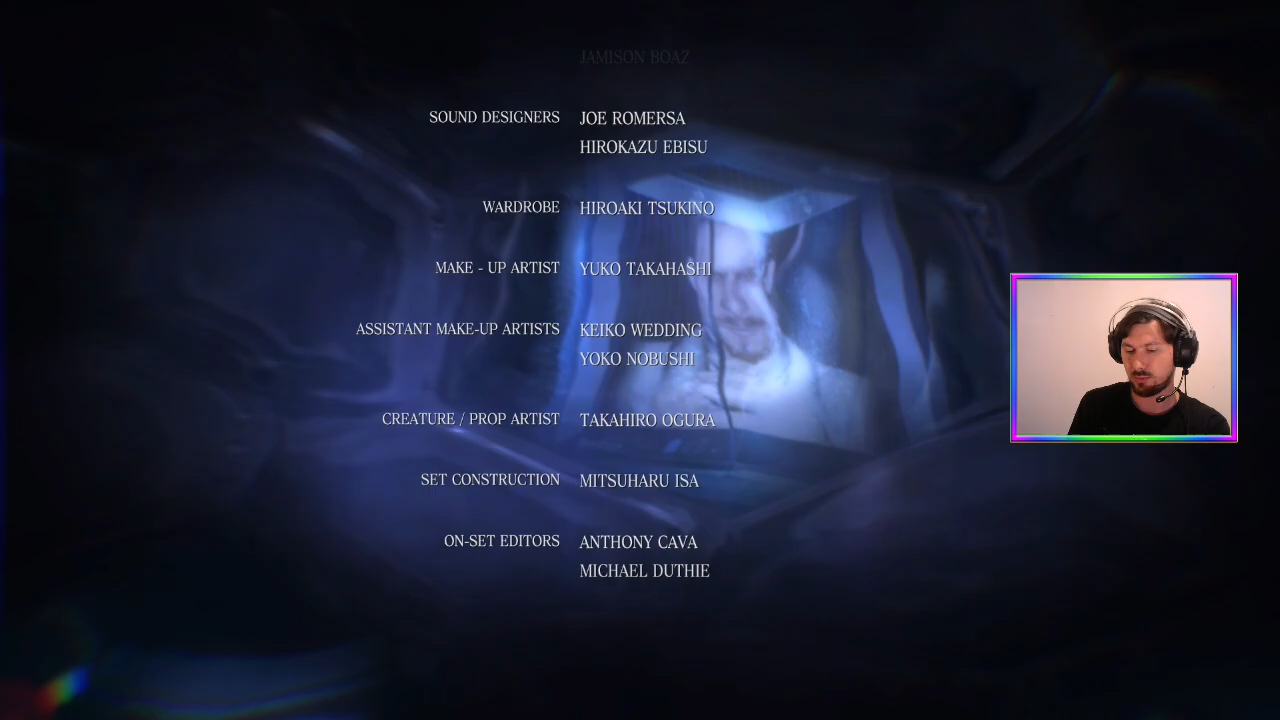 JAMISON BOAZ
SOUND DESIGNERS JOE ROMERSA
HIROKAZU EBISU
WARDROBE HIROAKI TSUKINO
MAKE - UP ARTIST YUKO TAKAHASHI
ASSISTANT MAKE-UP ARTISTS KEIKO WEDDING
YOKO NOBUSHI
CREATURE / PROP ARTIST TAKAHIRO OGURA
SET CONSTRUCTION MITSUHARU ISA
ON-SET EDITORS ANTHONY CAVA
MICHAEL DUTHIE